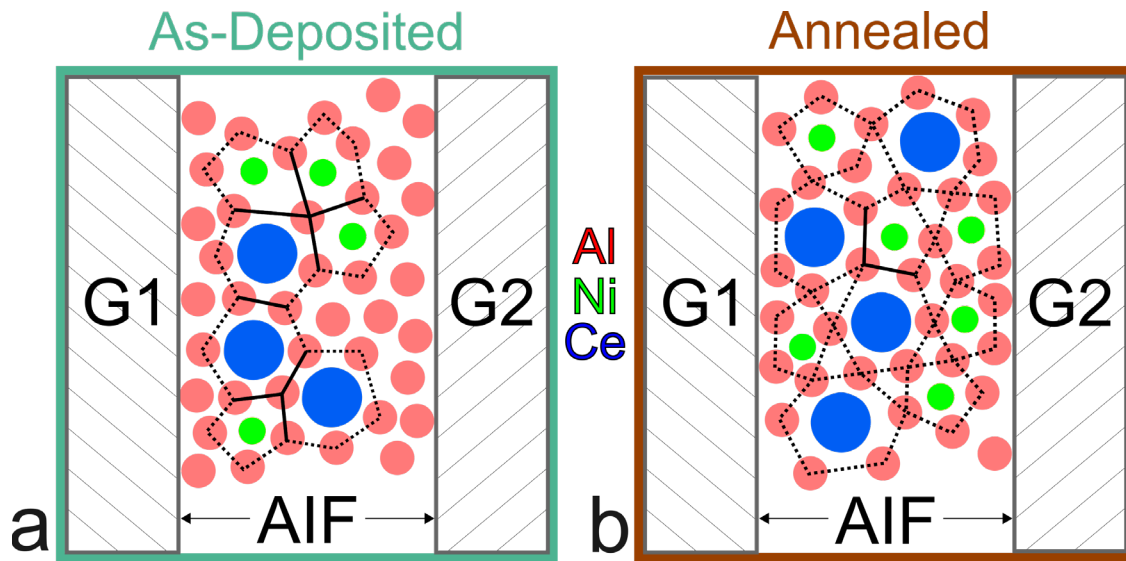 As-Deposited
Annealed
G1
G2
Al
Ni
Ce
G1
G2
a
AIF
b
AIF